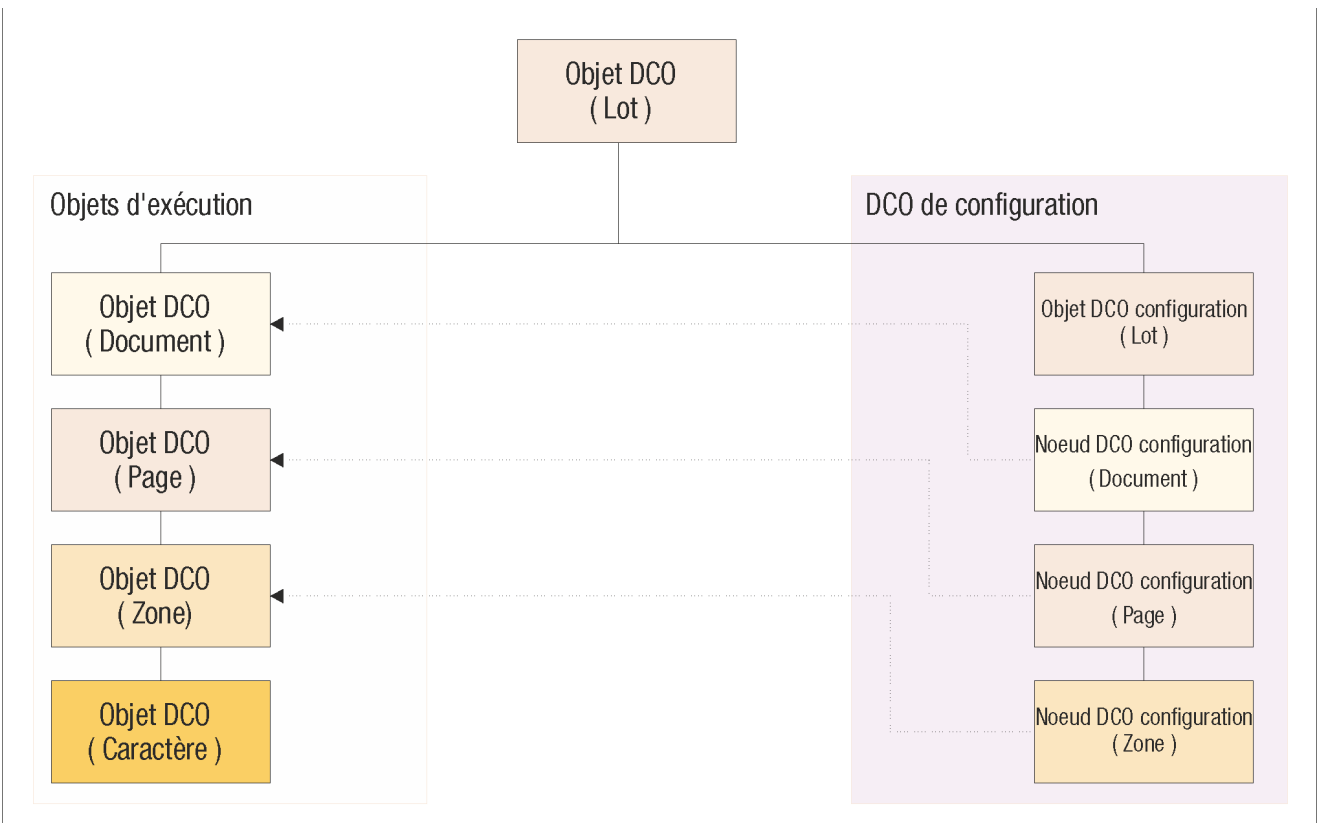 Objet DCO
( Lot )
Objets d'exécution
Objet DCO
( Document )
Objet DCO
( Page )
Objet DCO
( Zone)
Objet DCO
( Caractère )
DCO de configuration
Objet DCO configuration
( Lot )
Noeud DCO configuration
( Document )
Noeud DCO configuration
( Page )
Noeud DCO configuration
( Zone )